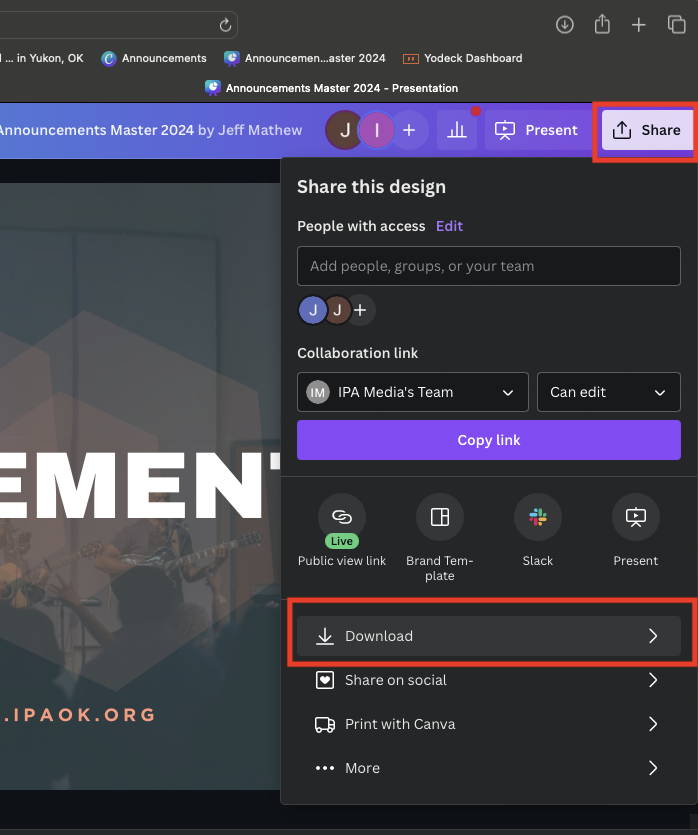 ... in Yukon, OK
Announcements
Announcemen...aster 2024
Yodeck Dashboard
Announcements Master 2024 - Presentation
Announcements Master 2024 by Jeff Mathew
J
I
+
Present
Share
Share this design
People with access
Edit
Add people, groups, or your team
J
J
+
Collaboration link
IM
IPA Media's Team
Can edit
Copy link
EMENT
Live
Public view link
Brand Tem-
plate
Slack
Present
Download
Share on social
.IPAOK.ORG
Print with Canva
More